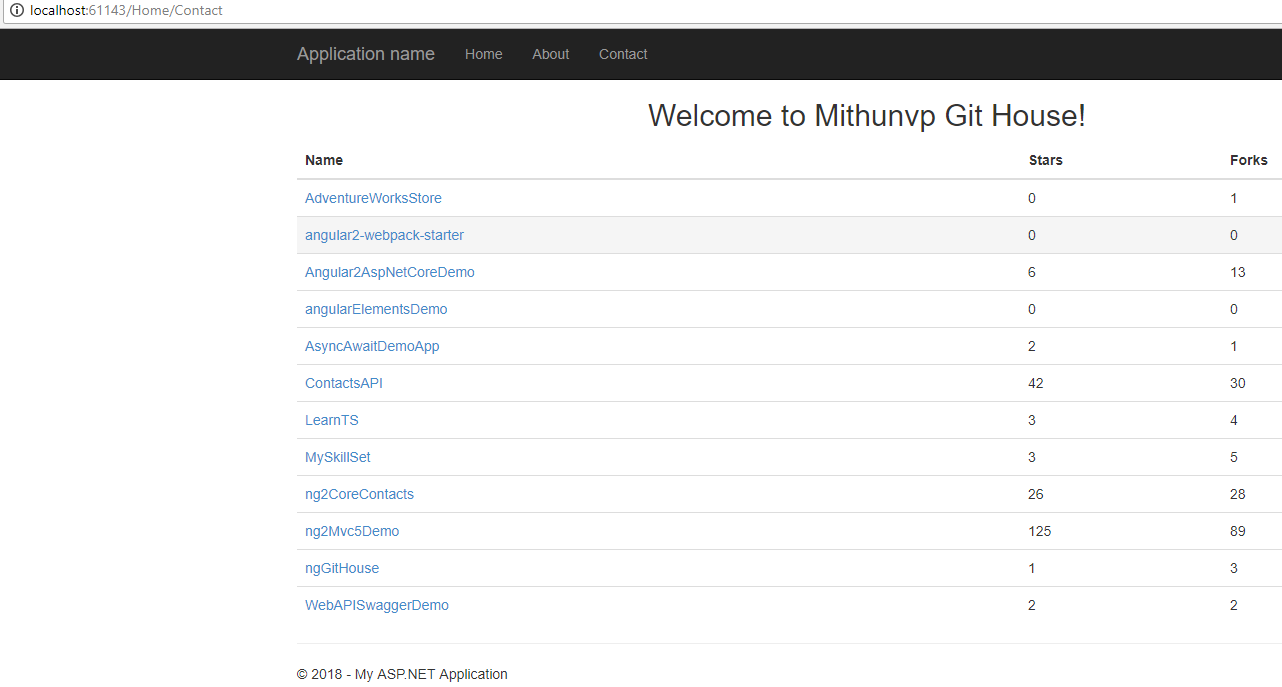 localhost:61143/Home/Contact
Application name Home About Contact
Welcome to Mithunvp Git House!
Name Stars Forks
AdventureWorksStore 0 1
angular2-webpack-starter 0 0
Angular2AspNetCoreDemo 6 13
angularElementsDemo 0 0
AsyncAwaitDemoApp 2 1
ContactsAPI 42 30
LearnTS 3 4
MySkillSet 3 5
ng2CoreContacts 26 28
ng2Mvc5Demo 125 89
ngGitHouse 1 3
WebAPISwaggerDemo 2 2
© 2018 - My ASP.NET Application